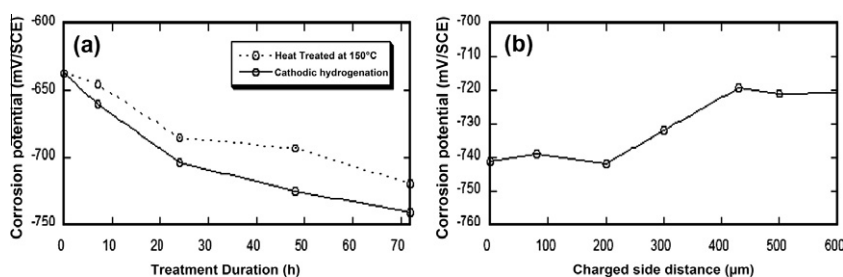 (a)
Heat Treated at 150°C
Cathodic hydrogenation
Corrosion potential (mV/SCE)
-600
-650
-700
-750
0 10 20 30 40 50 60 70
Treatment Duration (h)
(b)
Corrosion potential (mV/SCE)
-700
-710
-720
-730
-740
-750
-760
0 100 200 300 400 500 600
Charged side distance (µm)